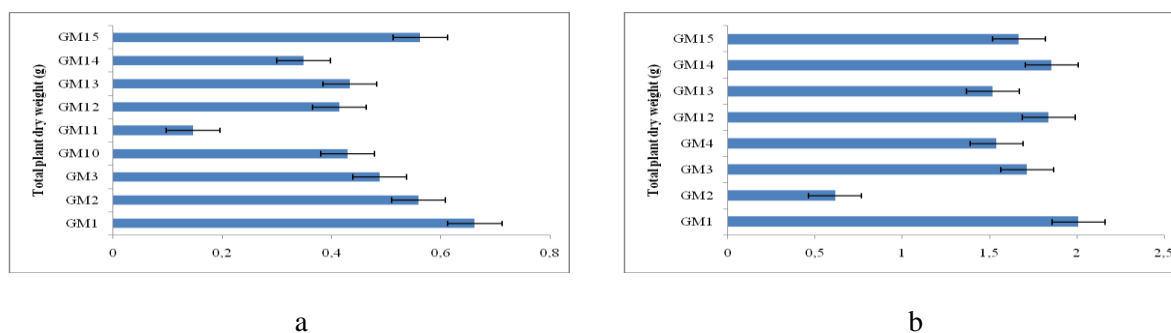 Total plant dry weight (g)
GM15
GM14
GM13
GM12
GM11
GM10
GM3
GM2
GM1
0
0,2
0,4
0,6
0,8
a
Total plant dry weight (g)
GM15
GM14
GM13
GM12
GM4
GM3
GM2
GM1
0
0,5
1
1,5
2
2,5
b